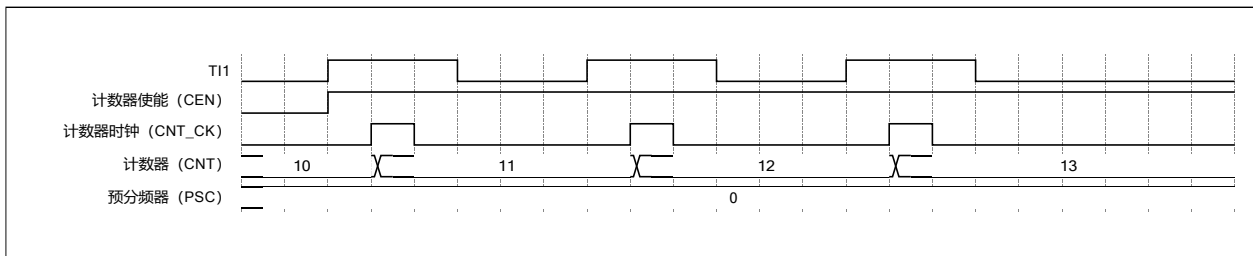 TI1
计数器使能（CEN）
计数器时钟（CNT_CK）
计数器（CNT） 10 11 12 13
预分频器（PSC） 0